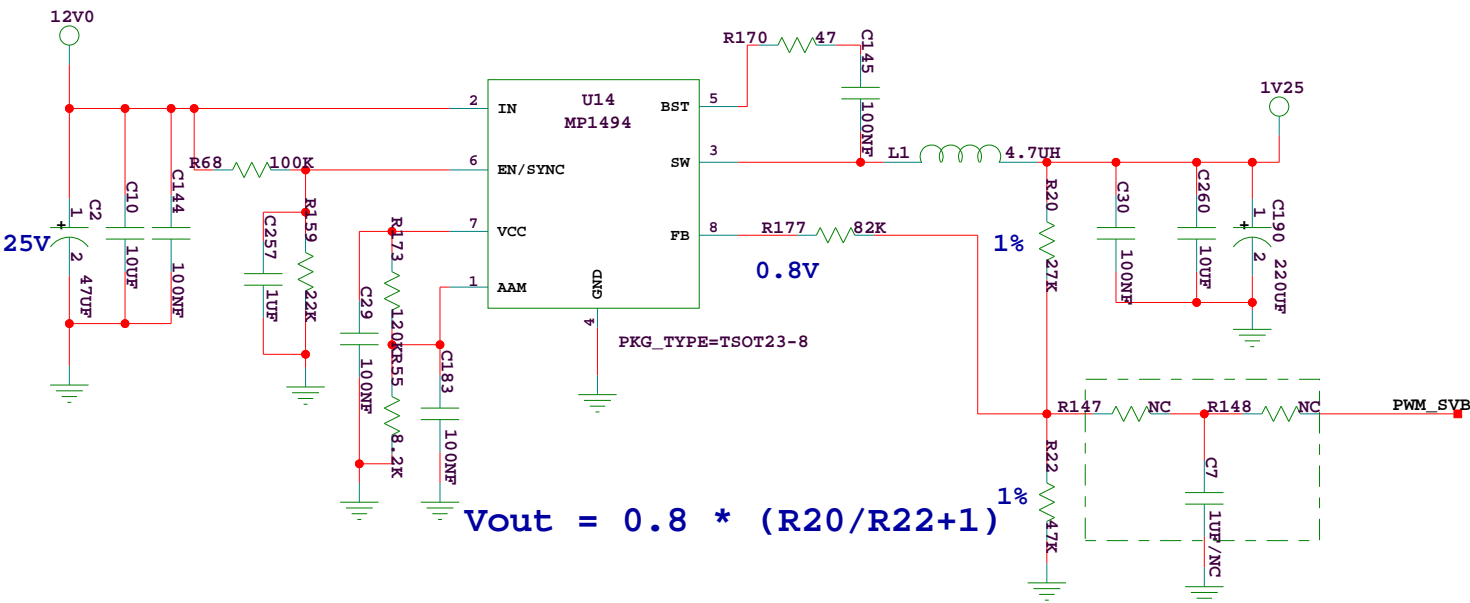 12V0
R170 47
C145
100NF
1V25
2 IN
U14
MP1494
BST 5
R68 100K
6 EN/SYNC
SW 3
L1 4.7UH
C2
1
2
47UF
25V
C10
10UF
C144
100NF
C257
1UF
R159
22K
R173
120K
7 VCC
FB 8
R177 82K
0.8V
1%
R20
27K
C30
100NF
C260
10UF
C190
1
2
220UF
1 AAM
GND
4
C29
100NF
R55
8.2K
C183
100NF
PKG_TYPE=TSOT23-8
R147 NC
R148 NC
PWM_SVB
R22
47K
1%
C7
1UF/NC
Vout = 0.8 * (R20/R22+1)